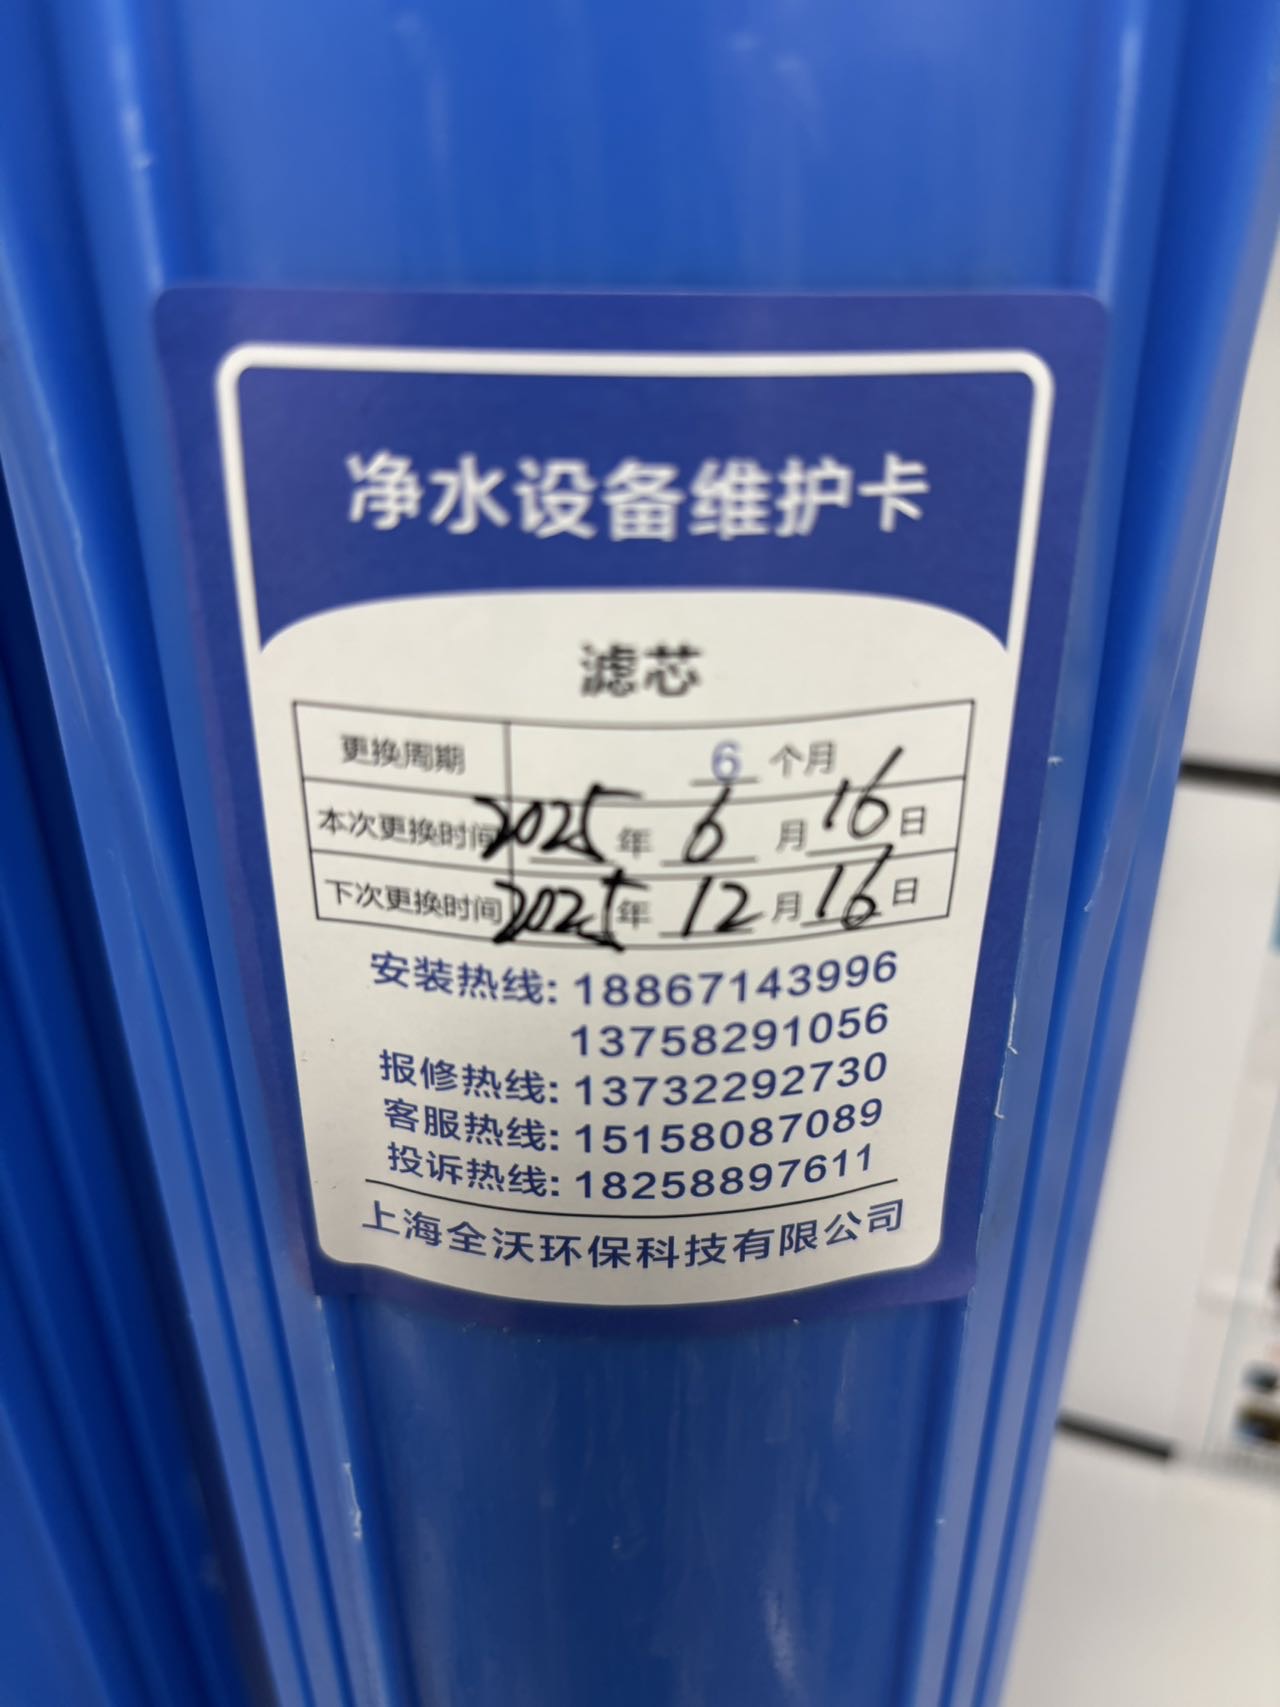 净水设备维护卡
滤芯
更换周期 6 个月
本次更换时间 2025 年 6 月 16 日
下次更换时间 2025 年 12 月 16 日
安装热线: 18867143996
13758291056
报修热线: 13732292730
客服热线: 15158087089
投诉热线: 18258897611
上海全沃环保科技有限公司